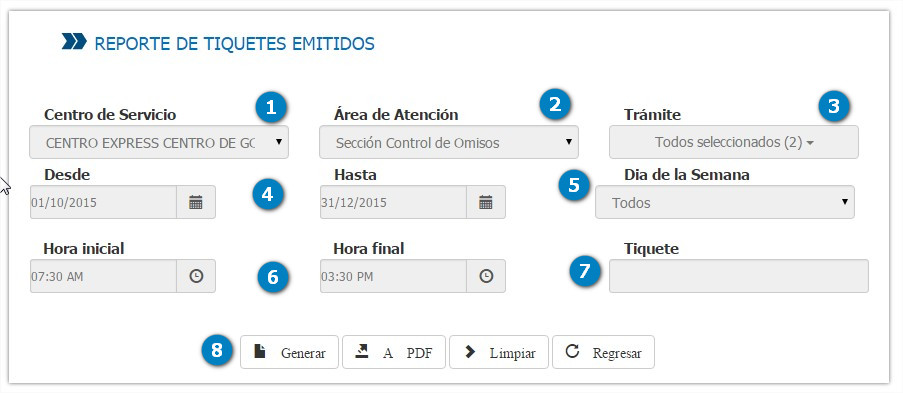 REPORTE DE TIQUETES EMITIDOS
1 2 3
Centro de Servicio Área de Atención Trámite
CENTRO EXPRESS CENTRO DE GO Sección Control de Omisos Todos seleccionados (2)
Desde Hasta Dia de la Semana
01/10/2015 4 31/12/2015 5 Todos
Hora inicial Hora final Tiquete
07:30 AM 6 03:30 PM 7
8 Generar A PDF Limpiar Regresar